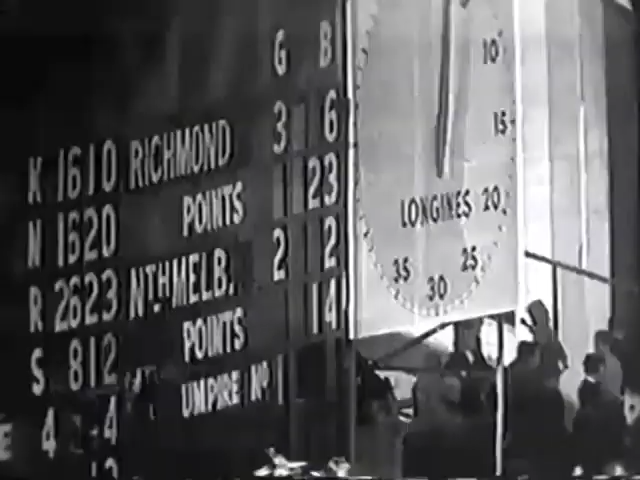 G B
K 1610 RICHMOND 3 6
N 1620 POINTS 1 23
R 2623 NTH MELB. 2 2
S 812 POINTS 14
4 4 UMPIRE NO 1
10
15
LONGINES 20
25
30
35